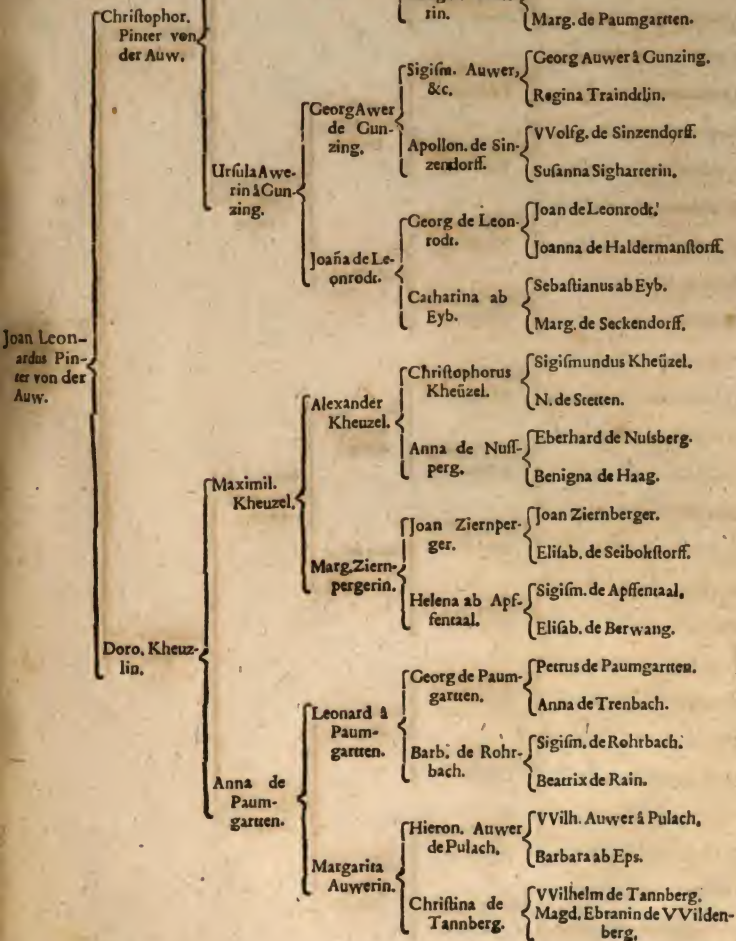 rin.
Marg. de Paumgartten.
Christophor.
Pinter von
der Auw.
Ursula Awe-
rin â Gun-
zing.
Georg Awer
de Gun-
zing.
Sigism. Auwer,
&c.
Georg Auwer â Gunzing.
Regina Traindtlin.
Apollon. de Sin-
zendorff.
VVolfg. de Sinzendorff.
Susanna Sigharterin.
Joaña de Le-
onrodt.
Georg de Leon-
rodt.
Joan de Leonrodt.
Joanna de Haldermanstorff.
Catharina ab
Eyb.
Sebastianus ab Eyb.
Marg. de Seckendorff.
Joan Leon-
ardus Pin-
ter von der
Auw.
Doro. Kheuz-
lin.
Maximil.
Kheuzel.
Alexander
Kheuzel.
Christophorus
Kheüzel.
Sigismundus Kheüzel.
N. de Stetten.
Anna de Nuss-
perg.
Eberhard de Nussberg.
Benigna de Haag.
Marg. Ziern-
pergerin.
Joan Ziernper-
ger.
Joan Ziernberger.
Elisab. de Seibokstorff.
Helena ab Apf-
fentaal.
Sigism. de Apffentaal.
Elisab. de Berwang.
Anna de
Paum-
garten.
Leonard â
Paum-
gartten.
Georg de Paum-
gartten.
Petrus de Paumgartten.
Anna de Trenbach.
Barb. de Rohr-
bach.
Sigism. de Rohrbach.
Beatrix de Rain.
Margarita
Auwerin.
Hieron. Auwer
de Pulach.
VVilh. Auwer â Pulach.
Barbara ab Eps.
Christina de
Tannberg.
VVilhelm de Tannberg.
Magd. Ebranin de VVilden-
berg.